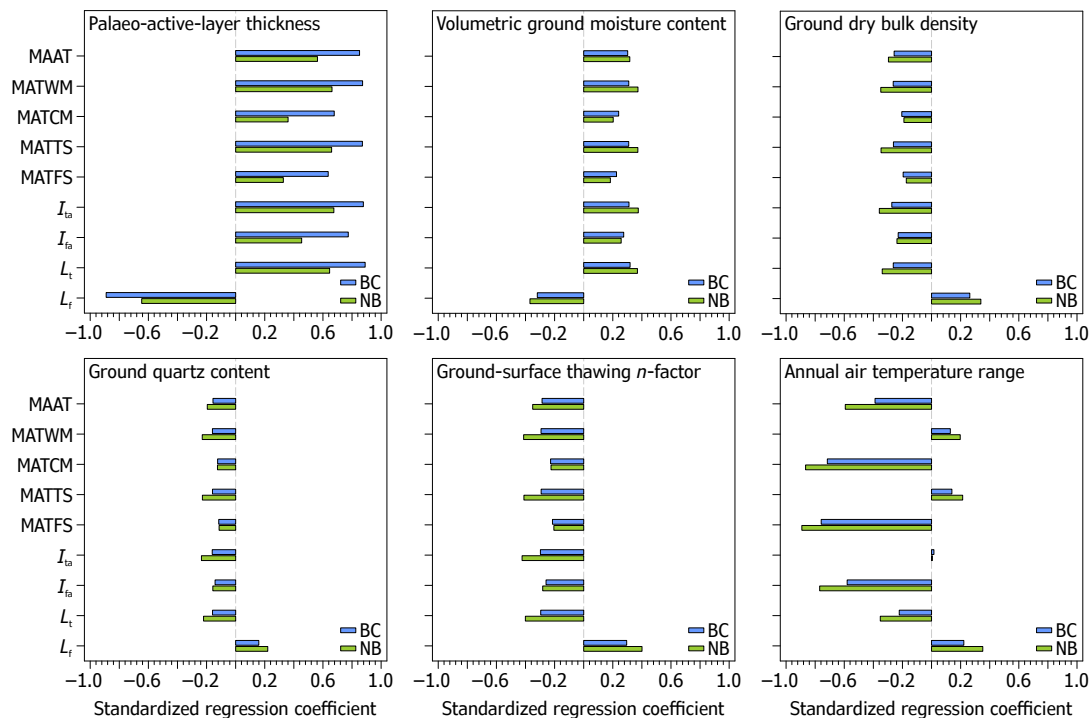 Palaeo-active-layer thickness
MAAT
MATWM
MATCM
MATTS
MATFS
Ita
Ifa
Lt
Lf
BC
NB
−1.0 −0.6 −0.2 0.2 0.6 1.0
Volumetric ground moisture content
BC
NB
−1.0 −0.6 −0.2 0.2 0.6 1.0
Ground dry bulk density
BC
NB
−1.0 −0.6 −0.2 0.2 0.6 1.0
Ground quartz content
MAAT
MATWM
MATCM
MATTS
MATFS
Ita
Ifa
Lt
Lf
BC
NB
−1.0 −0.6 −0.2 0.2 0.6 1.0
Standardized regression coefficient
Ground-surface thawing n-factor
BC
NB
−1.0 −0.6 −0.2 0.2 0.6 1.0
Standardized regression coefficient
Annual air temperature range
BC
NB
−1.0 −0.6 −0.2 0.2 0.6 1.0
Standardized regression coefficient